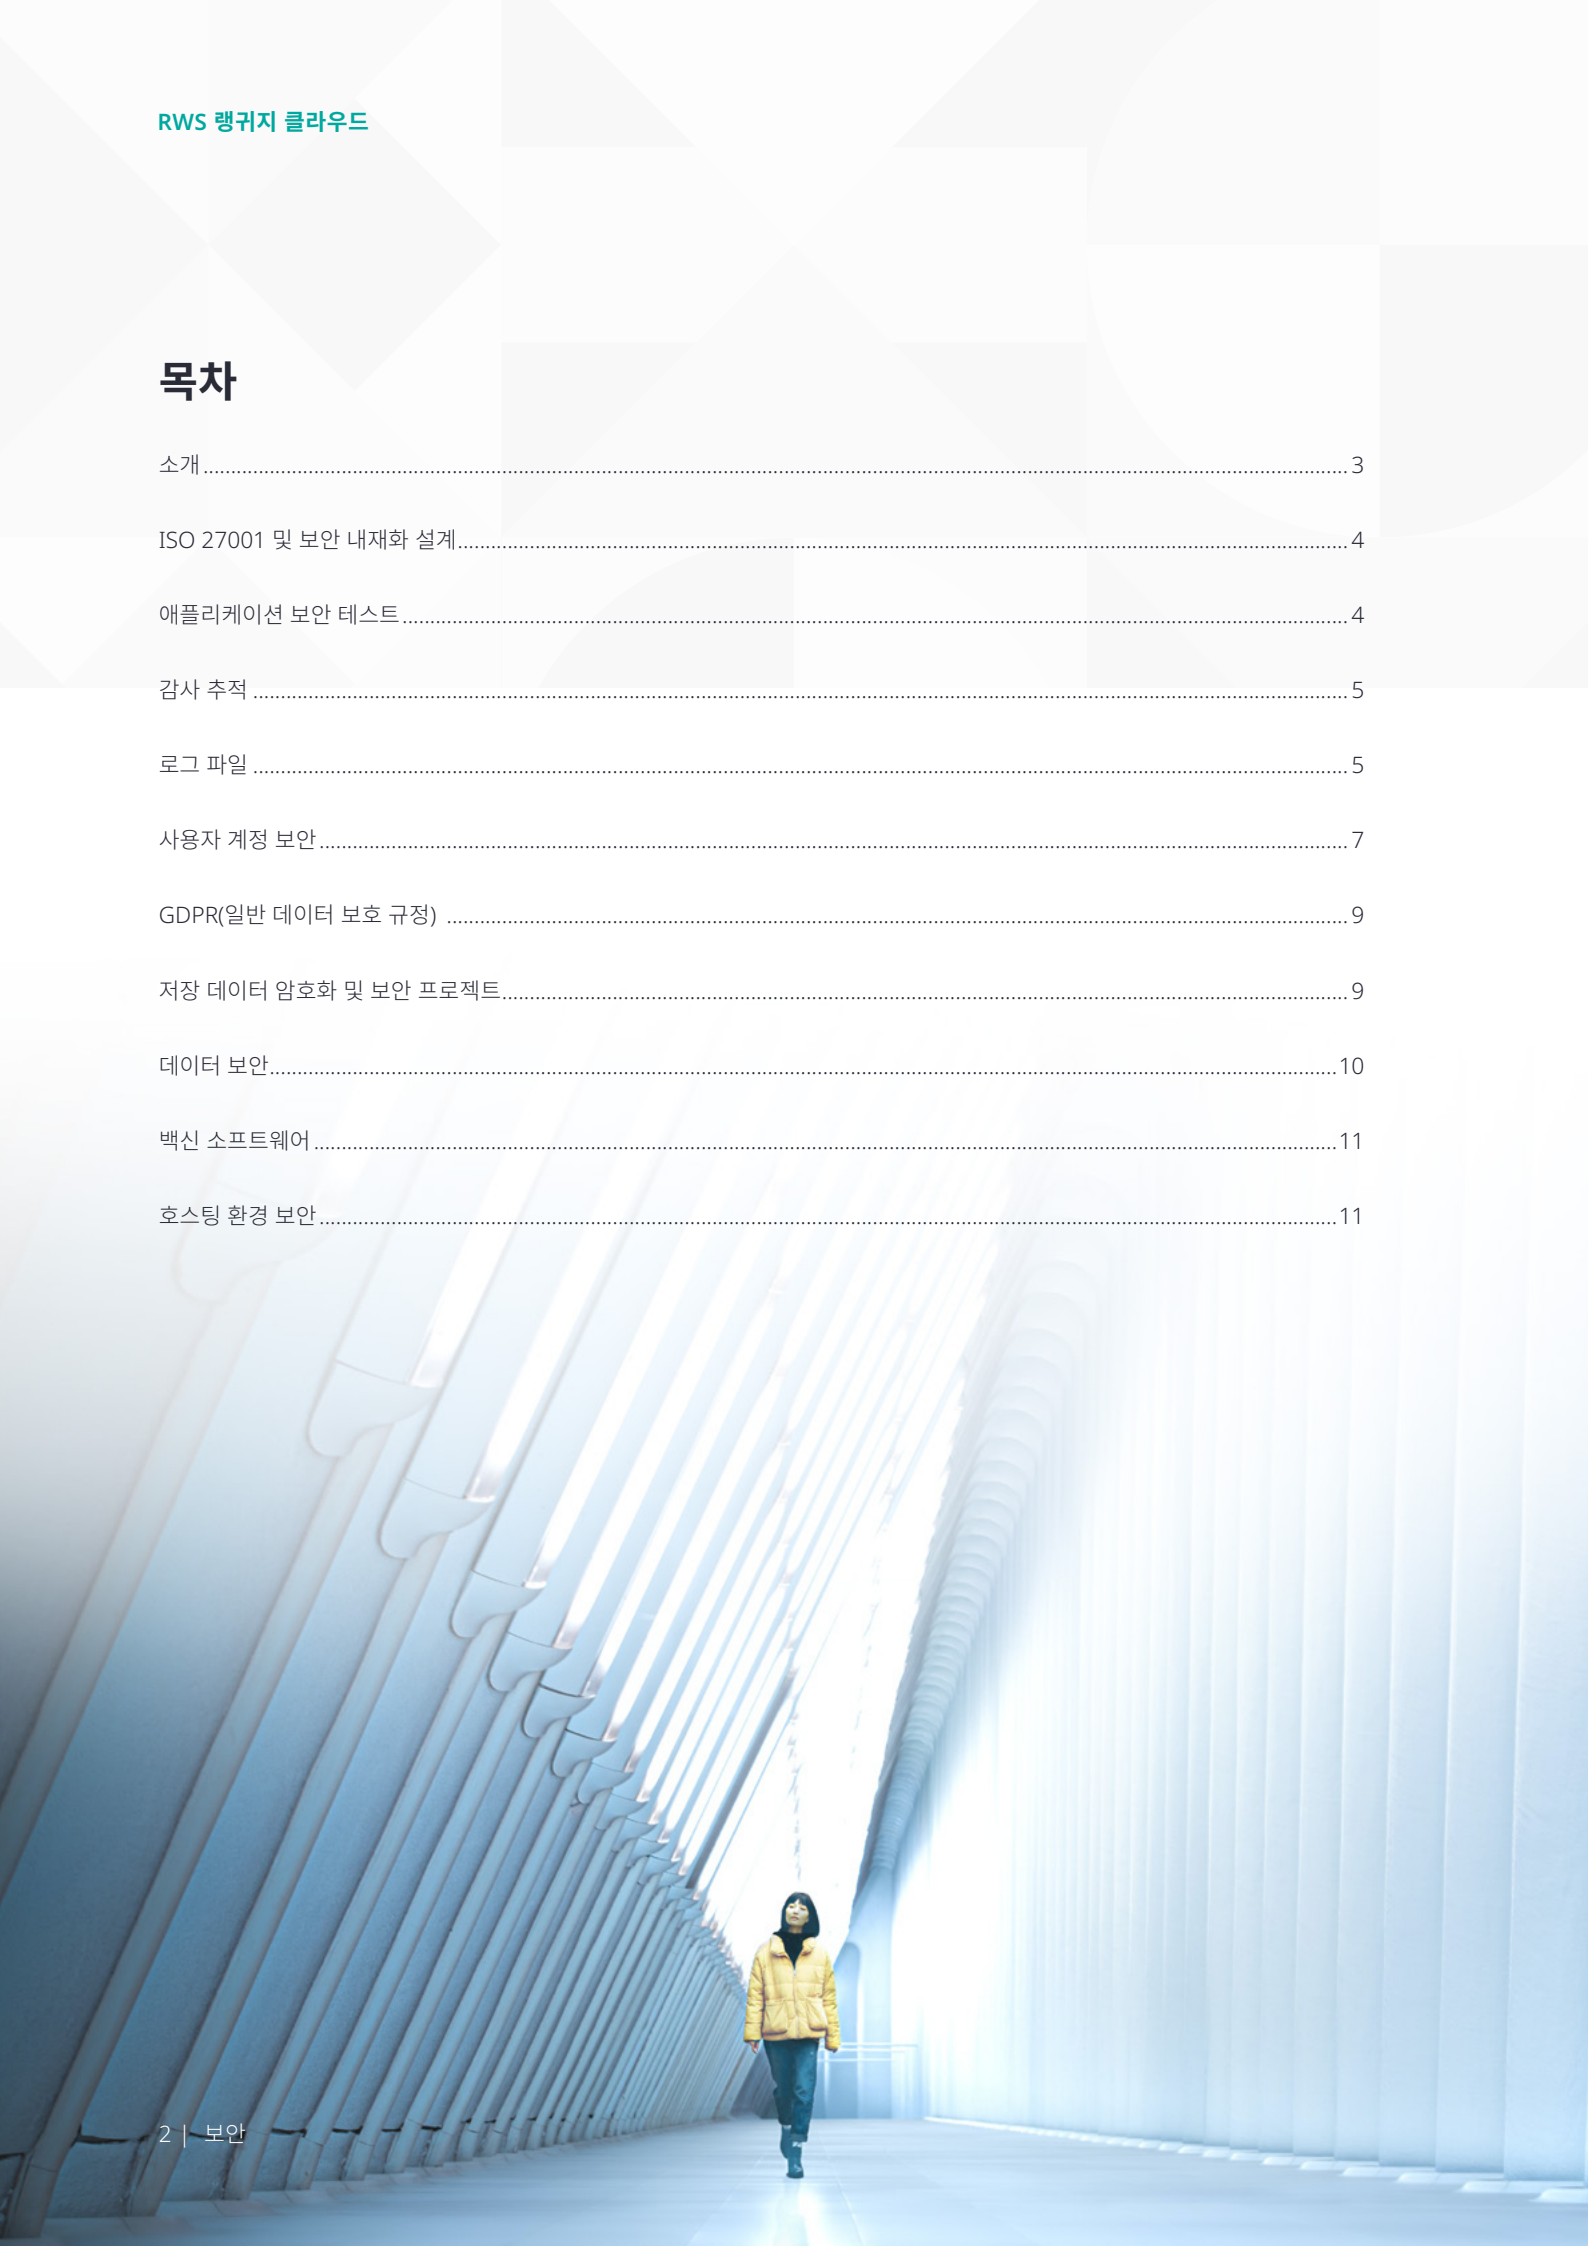 RWS 랭귀지 클라우드
목차
소개 3
ISO 27001 및 보안 내재화 설계 4
애플리케이션 보안 테스트 4
감사 추적 5
로그 파일 5
사용자 계정 보안 7
GDPR(일반 데이터 보호 규정) 9
저장 데이터 암호화 및 보안 프로젝트 9
데이터 보안 10
백신 소프트웨어 11
호스팅 환경 보안 11
2 | 보안